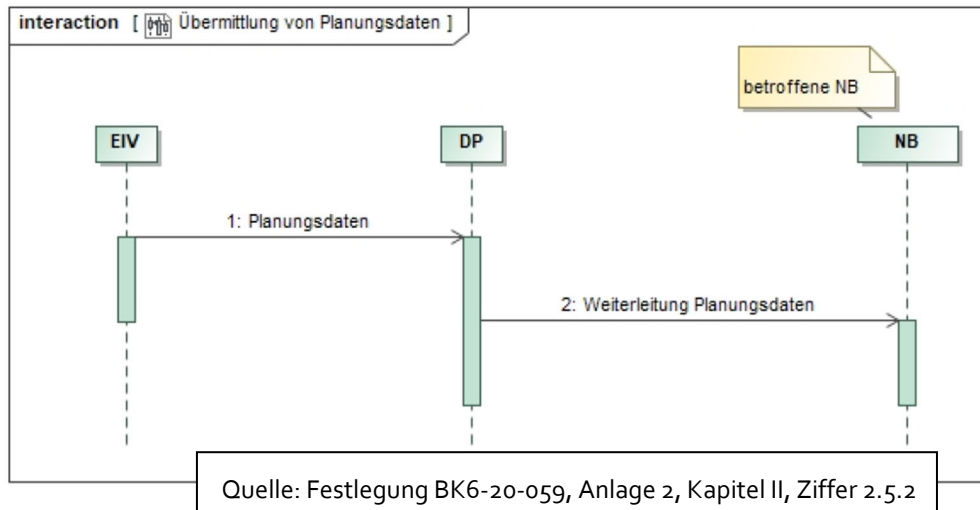 interaction [ Übermittlung von Planungsdaten ]
betroffene NB
EIV
DP
NB
1: Planungsdaten
2: Weiterleitung Planungsdaten
Quelle: Festlegung BK6-20-059, Anlage 2, Kapitel II, Ziffer 2.5.2